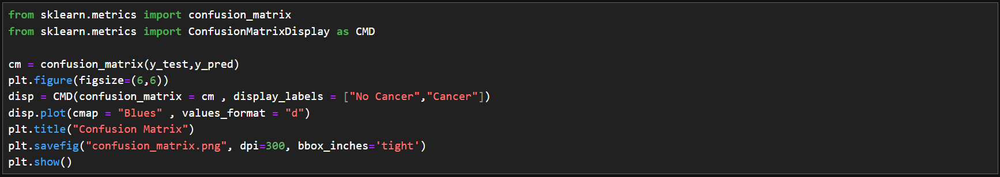 from sklearn.metrics import confusion_matrix
from sklearn.metrics import ConfusionMatrixDisplay as CMD

cm = confusion_matrix(y_test,y_pred)
plt.figure(figsize=(6,6))
disp = CMD(confusion_matrix = cm , display_labels = ["No Cancer","Cancer"])
disp.plot(cmap = "Blues" , values_format = "d")
plt.title("Confusion Matrix")
plt.savefig("confusion_matrix.png", dpi=300, bbox_inches='tight')
plt.show()